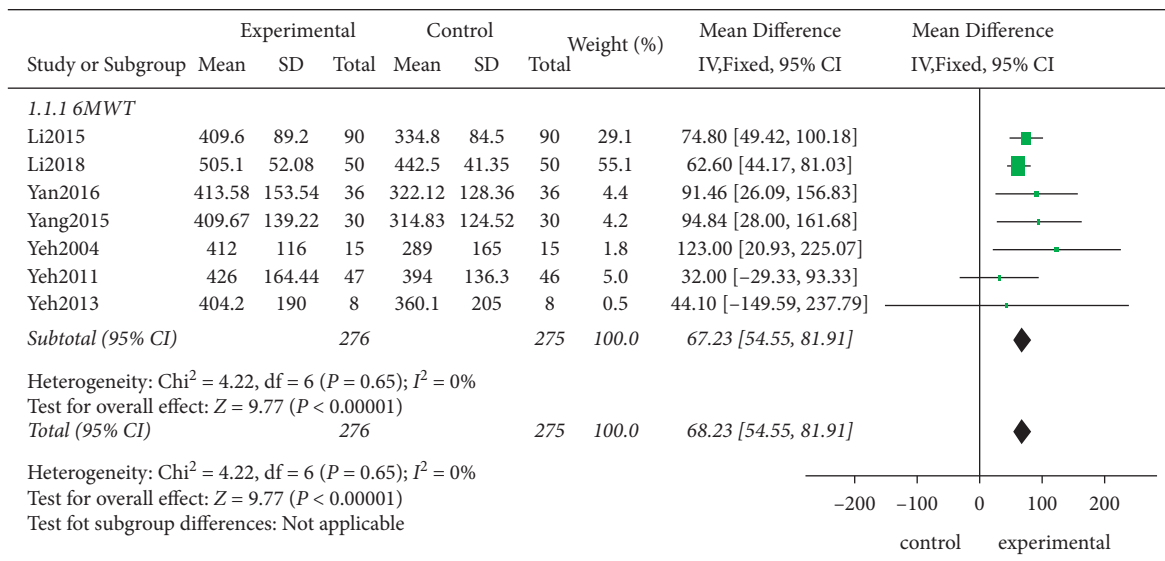 Experimental Control Weight (%) Mean Difference Mean Difference
Study or Subgroup Mean SD Total Mean SD Total IV,Fixed, 95% CI IV,Fixed, 95% CI
1.1.1 6MWT
Li2015 409.6 89.2 90 334.8 84.5 90 29.1 74.80 [49.42, 100.18]
Li2018 505.1 52.08 50 442.5 41.35 50 55.1 62.60 [44.17, 81.03]
Yan2016 413.58 153.54 36 322.12 128.36 36 4.4 91.46 [26.09, 156.83]
Yang2015 409.67 139.22 30 314.83 124.52 30 4.2 94.84 [28.00, 161.68]
Yeh2004 412 116 15 289 165 15 1.8 123.00 [20.93, 225.07]
Yeh2011 426 164.44 47 394 136.3 46 5.0 32.00 [–29.33, 93.33]
Yeh2013 404.2 190 8 360.1 205 8 0.5 44.10 [–149.59, 237.79]
Subtotal (95% CI) 276 275 100.0 67.23 [54.55, 81.91]
Heterogeneity: Chi² = 4.22, df = 6 (P = 0.65); I² = 0%
Test for overall effect: Z = 9.77 (P < 0.00001)
Total (95% CI) 276 275 100.0 68.23 [54.55, 81.91]
Heterogeneity: Chi² = 4.22, df = 6 (P = 0.65); I² = 0%
Test for overall effect: Z = 9.77 (P < 0.00001)
Test fot subgroup differences: Not applicable
–200 –100 0 100 200
control experimental